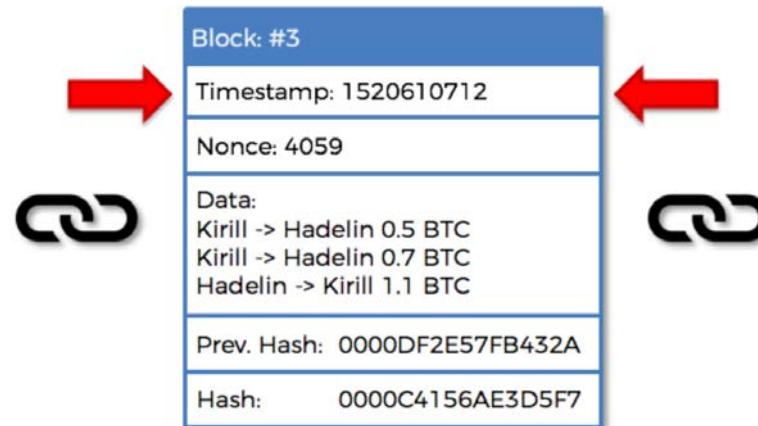 Block: #3
Timestamp: 1520610712
Nonce: 4059
Data:
Kirill -> Hadelin 0.5 BTC
Kirill -> Hadelin 0.7 BTC
Hadelin -> Kirill 1.1 BTC
Prev. Hash: 0000DF2E57FB432A
Hash: 0000C4156AE3D5F7